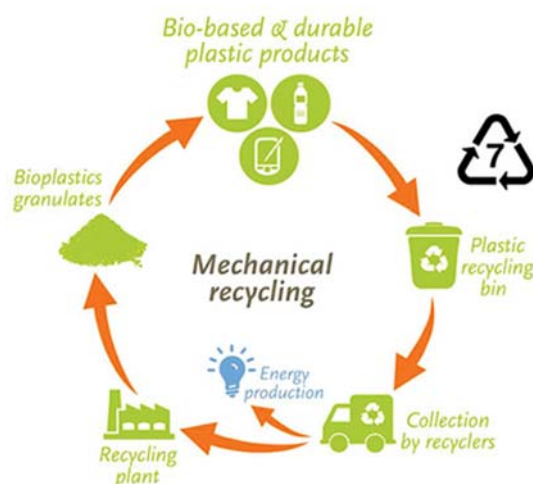 Bio-based & durable
plastic products
7
Bioplastics
granulates
Plastic
recycling
bin
Mechanical
recycling
Energy
production
Collection
by recyclers
Recycling
plant